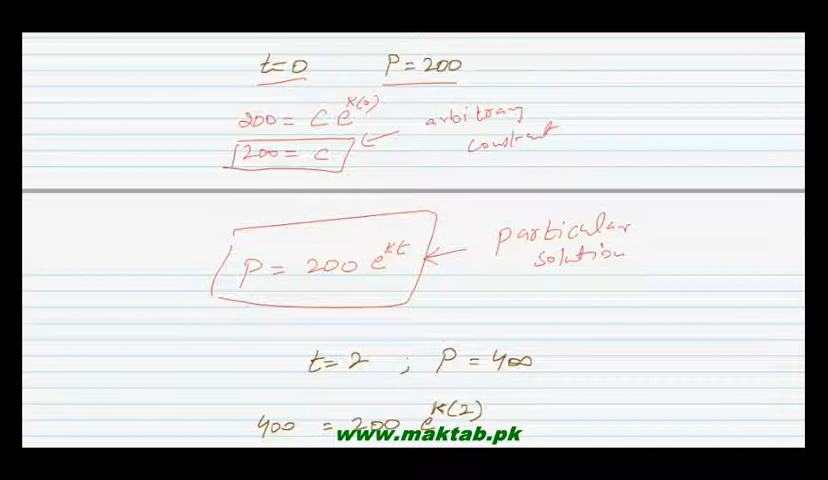 t=0 P=200
200 = C e^k(0)
200 = C arbitrary constant
P = 200 e^kt particular solution
t=2 ; P=400
400 = 200 e^k(2)
www.maktab.pk